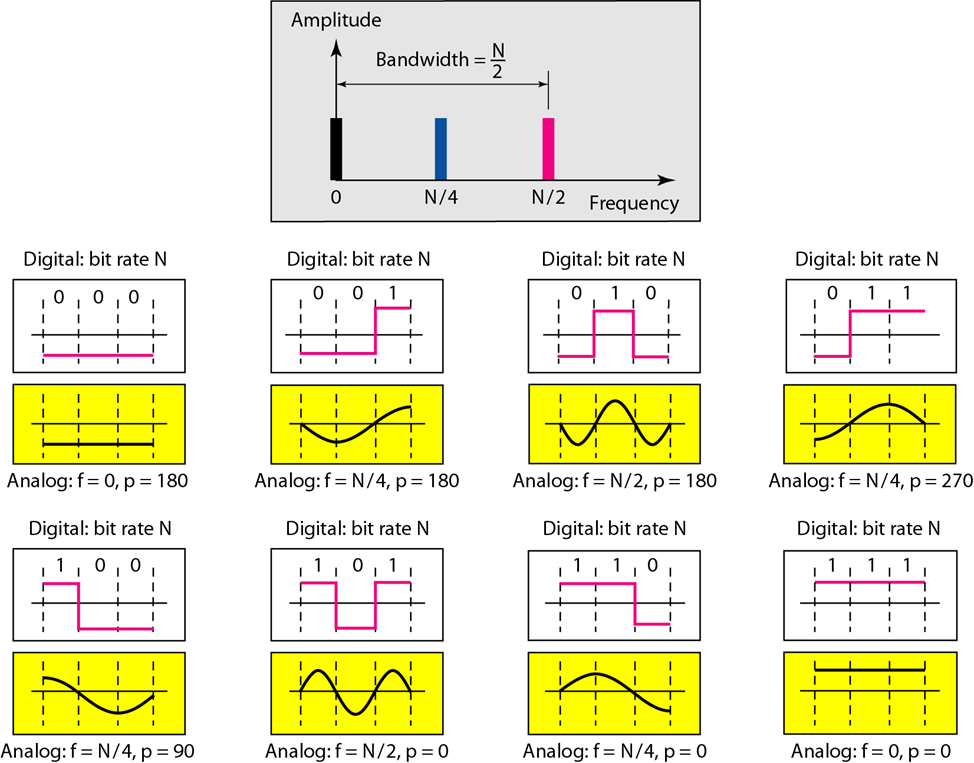 Amplitude
Bandwidth = N/2
0 N/4 N/2
Frequency
Digital: bit rate N Digital: bit rate N Digital: bit rate N Digital: bit rate N
0 0 0 0 0 1 0 1 0 0 1 1
Analog: f = 0, p = 180 Analog: f = N/4, p = 180 Analog: f = N/2, p = 180 Analog: f = N/4, p = 270
Digital: bit rate N Digital: bit rate N Digital: bit rate N Digital: bit rate N
1 0 0 1 0 1 1 1 0 1 1 1
Analog: f = N/4, p = 90 Analog: f = N/2, p = 0 Analog: f = N/4, p = 0 Analog: f = 0, p = 0